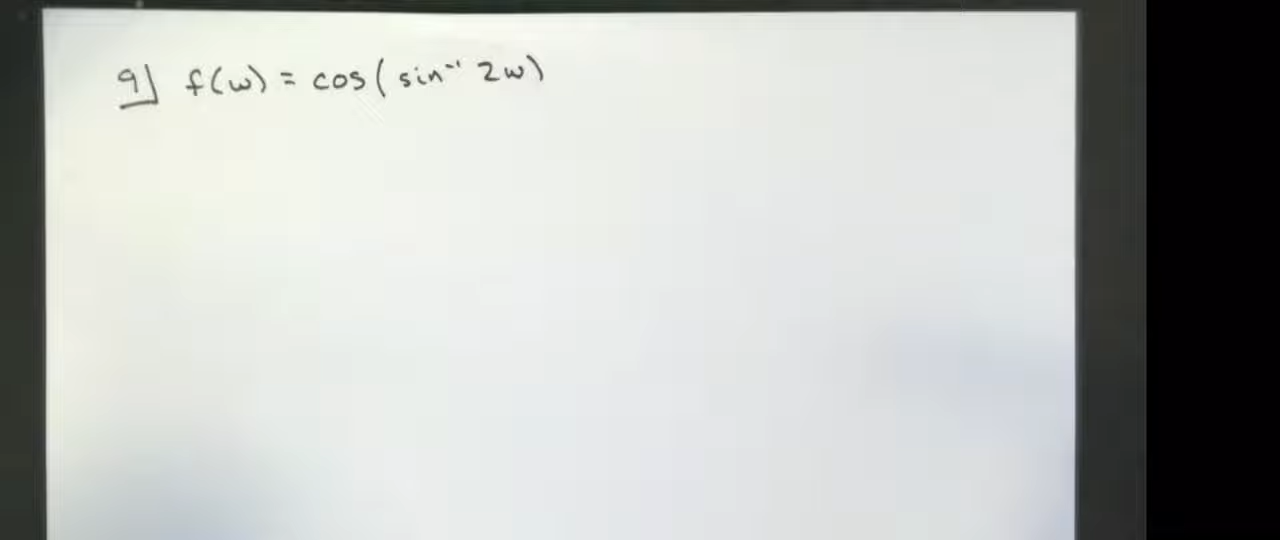 9] f(w) = cos(sin⁻¹ 2w)